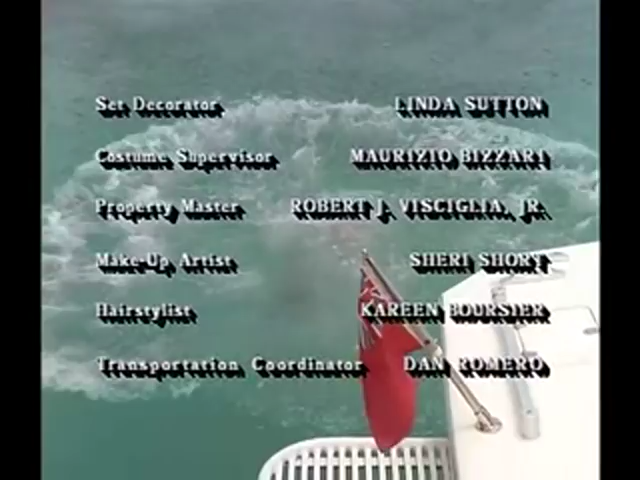 Set Decorator LINDA SUTTON
Costume Supervisor MAURIZIO BIZZARI
Property Master ROBERT J. VISCIGLIA, JR.
Make-Up Artist SHERI SHORT
Hairstylist KAREEN BOURSIER
Transportation Coordinator DAN ROMERO